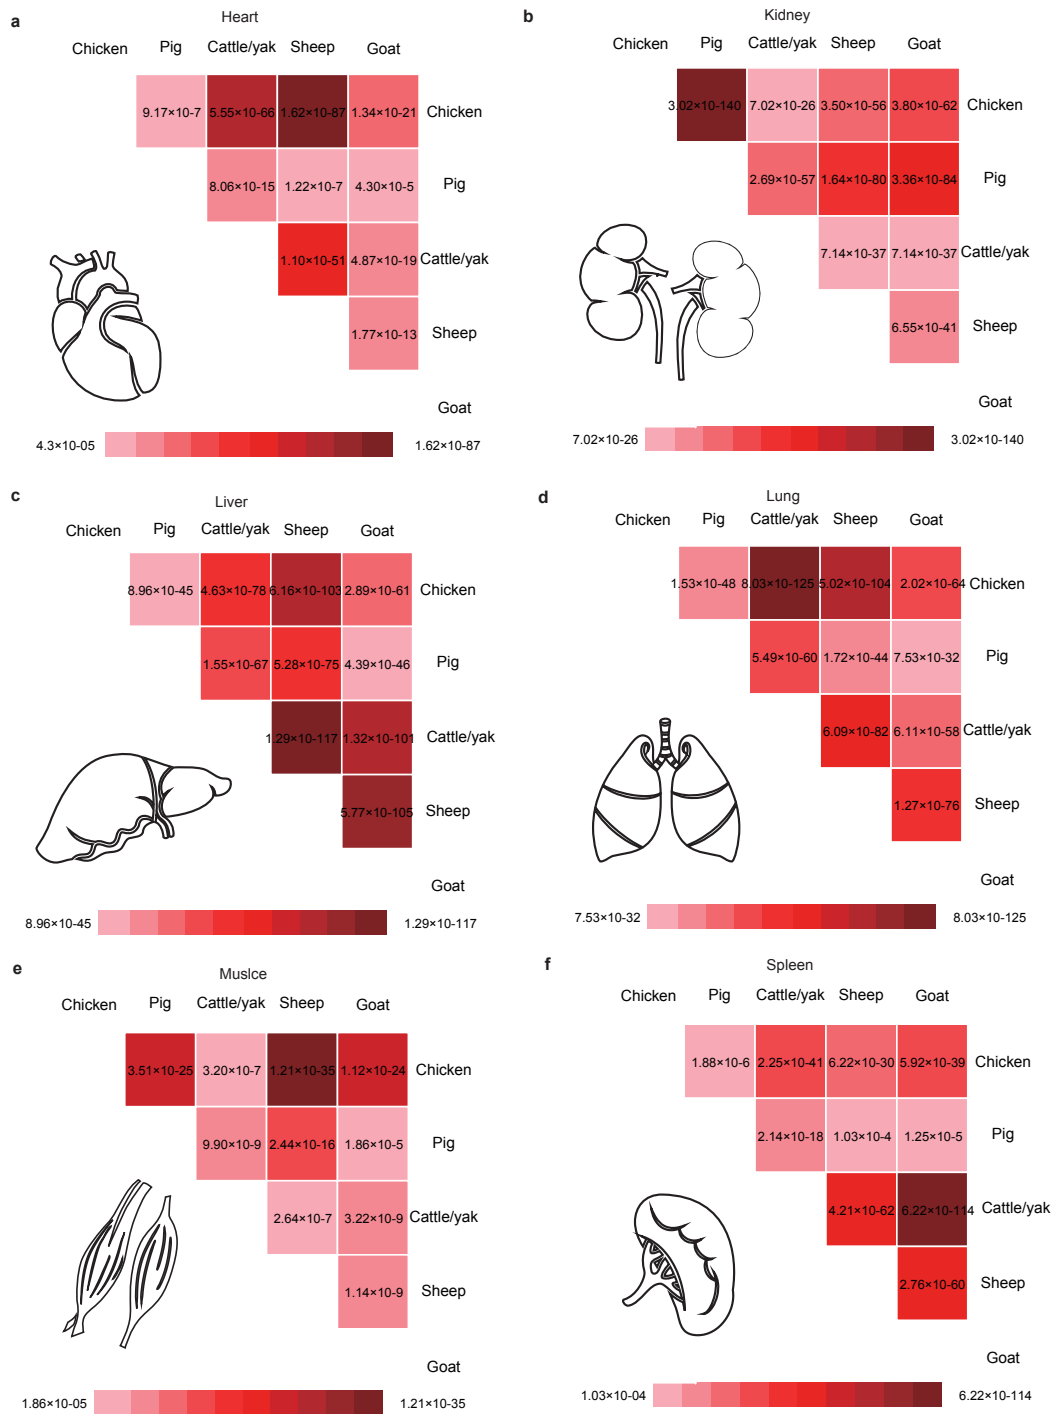 a
Heart
Chicken Pig Cattle/yak Sheep Goat
9.17×10-7 5.55×10-66 1.62×10-87 1.34×10-21 Chicken
8.06×10-15 1.22×10-7 4.30×10-5 Pig
1.10×10-51 4.87×10-19 Cattle/yak
1.77×10-13 Sheep
Goat
4.3×10-05 1.62×10-87
b
Kidney
Chicken Pig Cattle/yak Sheep Goat
3.02×10-140 7.02×10-26 3.50×10-56 3.80×10-62 Chicken
2.69×10-57 1.64×10-80 3.36×10-84 Pig
7.14×10-37 7.14×10-37 Cattle/yak
6.55×10-41 Sheep
Goat
7.02×10-26 3.02×10-140
c
Liver
Chicken Pig Cattle/yak Sheep Goat
8.96×10-45 4.63×10-78 6.16×10-103 2.89×10-61 Chicken
1.55×10-67 5.28×10-75 4.39×10-46 Pig
1.29×10-117 1.32×10-101 Cattle/yak
5.77×10-105 Sheep
Goat
8.96×10-45 1.29×10-117
d
Lung
Chicken Pig Cattle/yak Sheep Goat
1.53×10-48 8.03×10-125 5.02×10-104 2.02×10-64 Chicken
5.49×10-60 1.72×10-44 7.53×10-32 Pig
6.09×10-82 6.11×10-58 Cattle/yak
1.27×10-76 Sheep
Goat
7.53×10-32 8.03×10-125
e
Muslce
Chicken Pig Cattle/yak Sheep Goat
3.51×10-25 3.20×10-7 1.21×10-35 1.12×10-24 Chicken
9.90×10-9 2.44×10-16 1.86×10-5 Pig
2.64×10-7 3.22×10-9 Cattle/yak
1.14×10-9 Sheep
Goat
1.86×10-05 1.21×10-35
f
Spleen
Chicken Pig Cattle/yak Sheep Goat
1.88×10-6 2.25×10-41 6.22×10-30 5.92×10-39 Chicken
2.14×10-18 1.03×10-4 1.25×10-5 Pig
4.21×10-62 6.22×10-114 Cattle/yak
2.76×10-60 Sheep
Goat
1.03×10-04 6.22×10-114